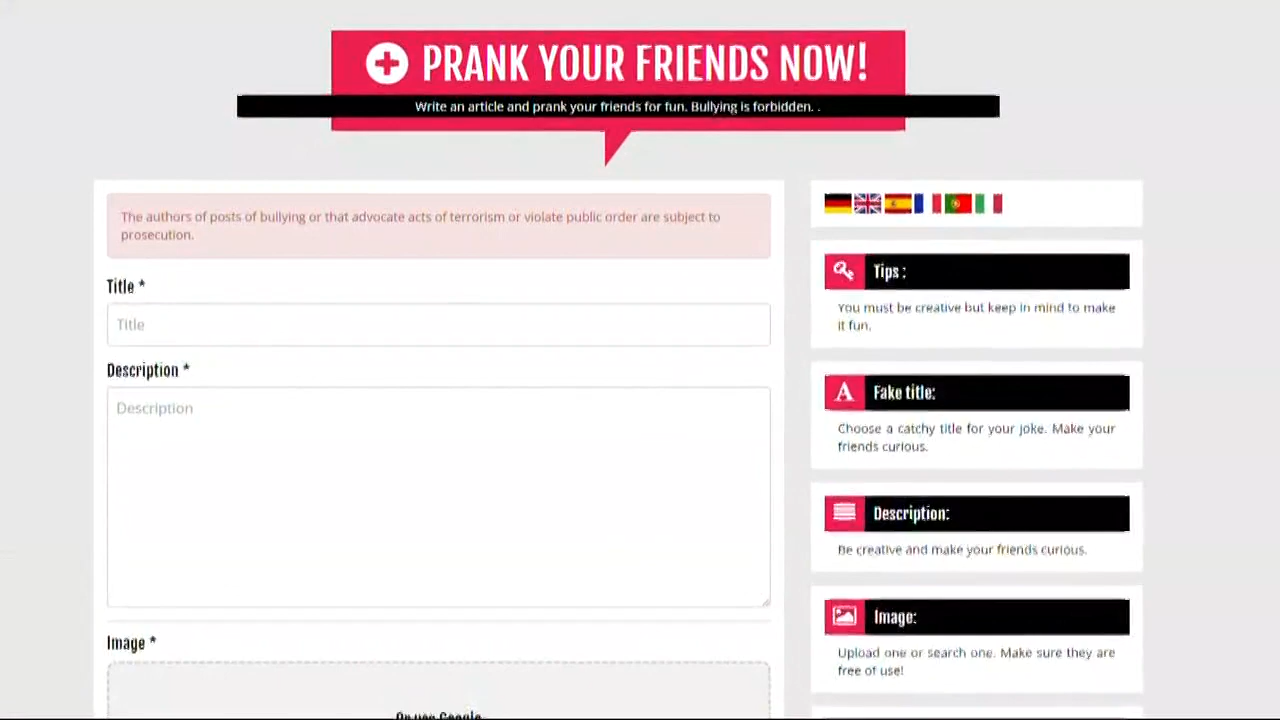 PRANK YOUR FRIENDS NOW!
Write an article and prank your friends for fun. Bullying is forbidden. .
The authors of posts of bullying or that advocate acts of terrorism or violate public order are subject to
prosecution.
Title *
Title
Description *
Description
Image *
Or use Google
Tips :
You must be creative but keep in mind to make
it fun.
A
Fake title:
Choose a catchy title for your joke. Make your
friends curious.
Description:
Be creative and make your friends curious.
Image:
Upload one or search one. Make sure they are
free of use!